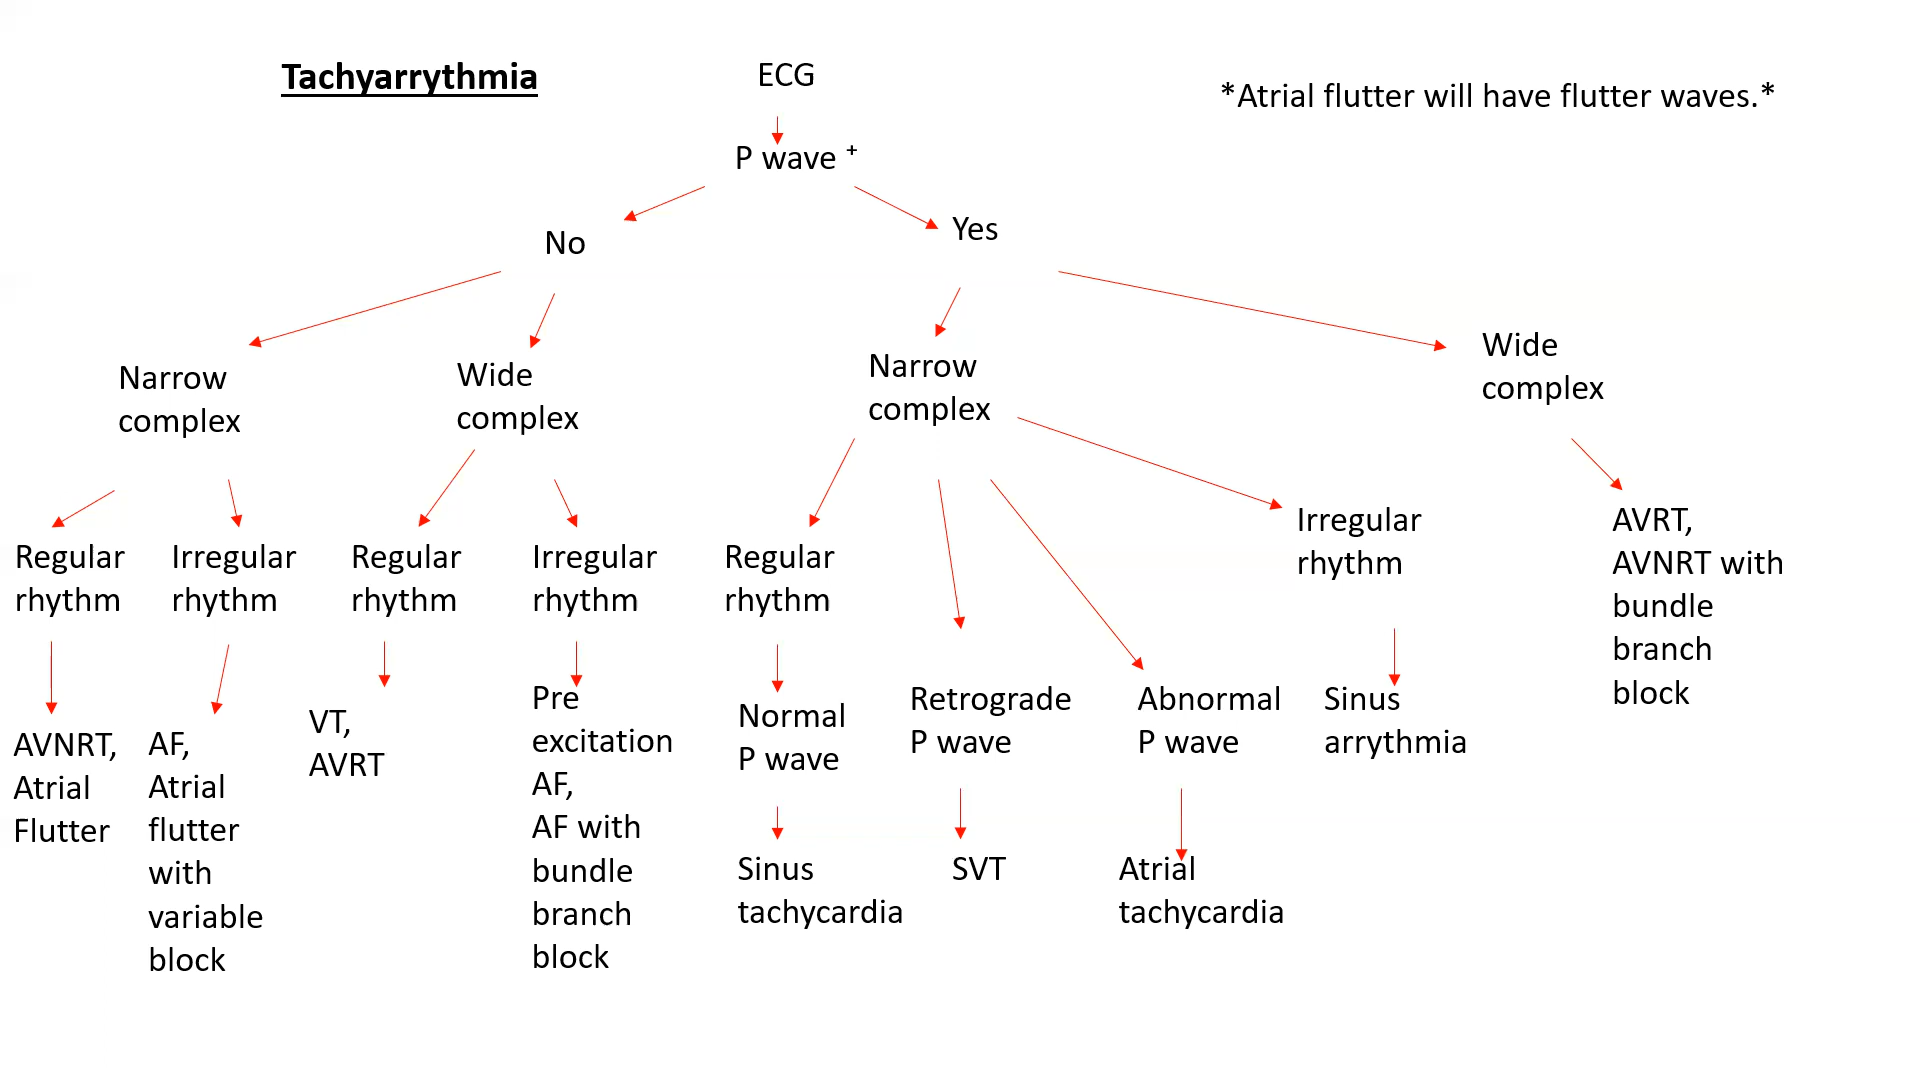 Tachyarrythmia
ECG
*Atrial flutter will have flutter waves.*
P wave ⁺
No
Yes
Narrow
complex
Wide
complex
Narrow
complex
Wide
complex
Regular
rhythm
Irregular
rhythm
Regular
rhythm
Irregular
rhythm
Regular
rhythm
Irregular
rhythm
AVRT,
AVNRT with
bundle
branch
block
AVNRT,
Atrial
Flutter
AF,
Atrial
flutter
with
variable
block
VT,
AVRT
Pre
excitation
AF,
AF with
bundle
branch
block
Normal
P wave
Retrograde
P wave
Abnormal
P wave
Sinus
arrythmia
Sinus
tachycardia
SVT
Atrial
tachycardia